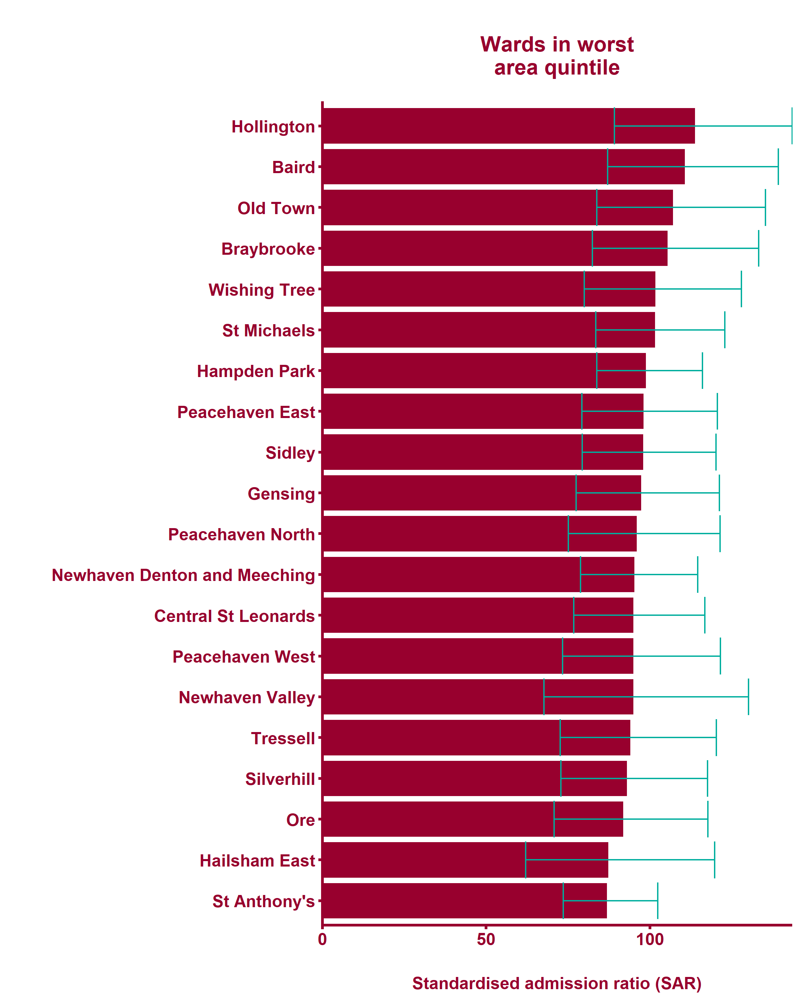 Wards in worst
area quintile
Hollington
Baird
Old Town
Braybrooke
Wishing Tree
St Michaels
Hampden Park
Peacehaven East
Sidley
Gensing
Peacehaven North
Newhaven Denton and Meeching
Central St Leonards
Peacehaven West
Newhaven Valley
Tressell
Silverhill
Ore
Hailsham East
St Anthony's
0 50 100
Standardised admission ratio (SAR)